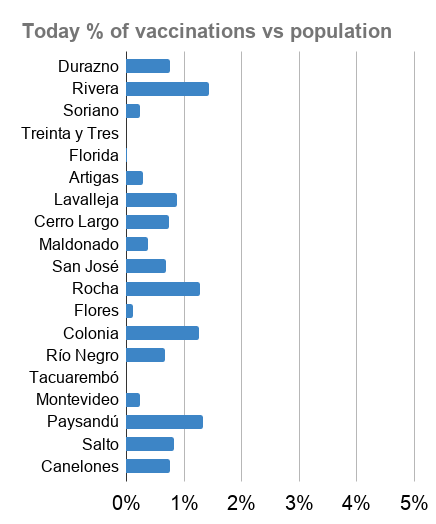 Today % of vaccinations vs population
Durazno
Rivera
Soriano
Treinta y Tres
Florida
Artigas
Lavalleja
Cerro Largo
Maldonado
San José
Rocha
Flores
Colonia
Río Negro
Tacuarembó
Montevideo
Paysandú
Salto
Canelones
0% 1% 2% 3% 4% 5%